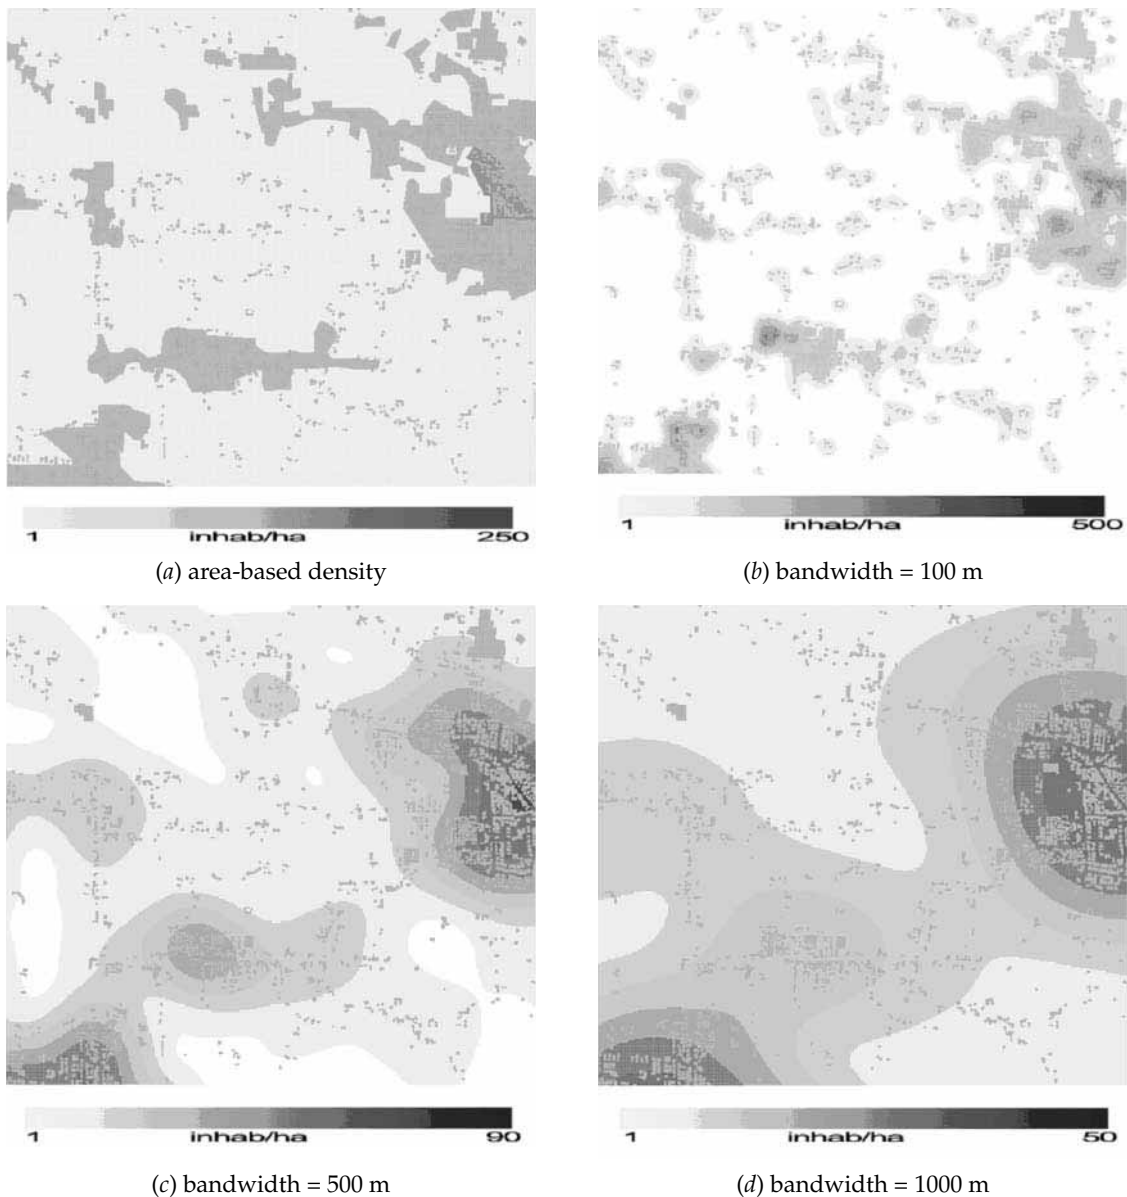 1 250
inhab/ha
(a) area-based density
1 500
inhab/ha
(b) bandwidth = 100 m
1 90
inhab/ha
(c) bandwidth = 500 m
1 50
inhab/ha
(d) bandwidth = 1000 m